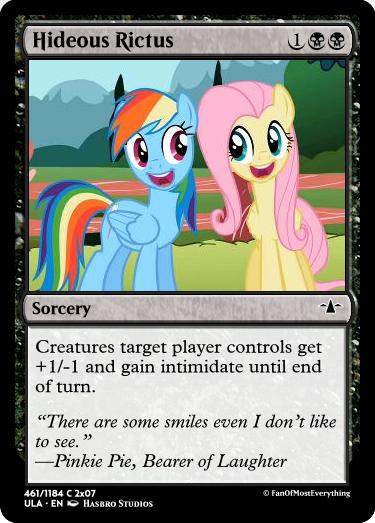 Hideous Rictus 1
Sorcery
Creatures target player controls get
+1/-1 and gain intimidate until end
of turn.
“There are some smiles even I don’t like
to see.”
—Pinkie Pie, Bearer of Laughter
461/1184 C 2x07
ULA • EN HASBRO STUDIOS
© FanOfMostEverything